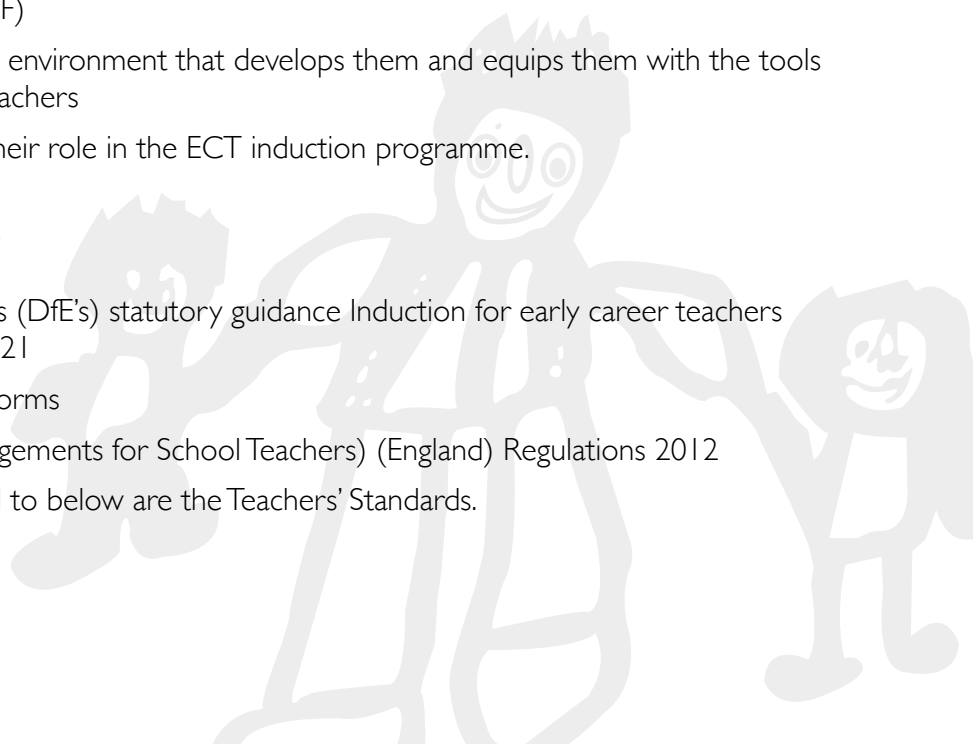 F)
environment that develops them and equips them with the tools
achers
heir role in the ECT induction programme.
s (DfE's) statutory guidance Induction for early career teachers
21
orms
gements for School Teachers) (England) Regulations 2012
to below are the Teachers' Standards.